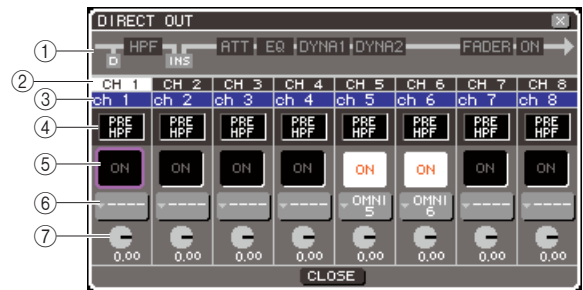 DIRECT OUT
① HPF ATT EQ DYNA1 DYNA2 FADER ON
D INS
② CH 1 CH 2 CH 3 CH 4 CH 5 CH 6 CH 7 CH 8
③ ch 1 ch 2 ch 3 ch 4 ch 5 ch 6 ch 7 ch 8
④ PRE PRE PRE PRE PRE PRE PRE PRE
HPF HPF HPF HPF HPF HPF HPF HPF
⑤ ON ON ON ON ON ON ON ON
⑥ ---- ---- ---- ---- OMNI OMNI ---- ----
5 6
⑦ 0.00 0.00 0.00 0.00 0.00 0.00 0.00 0.00
CLOSE